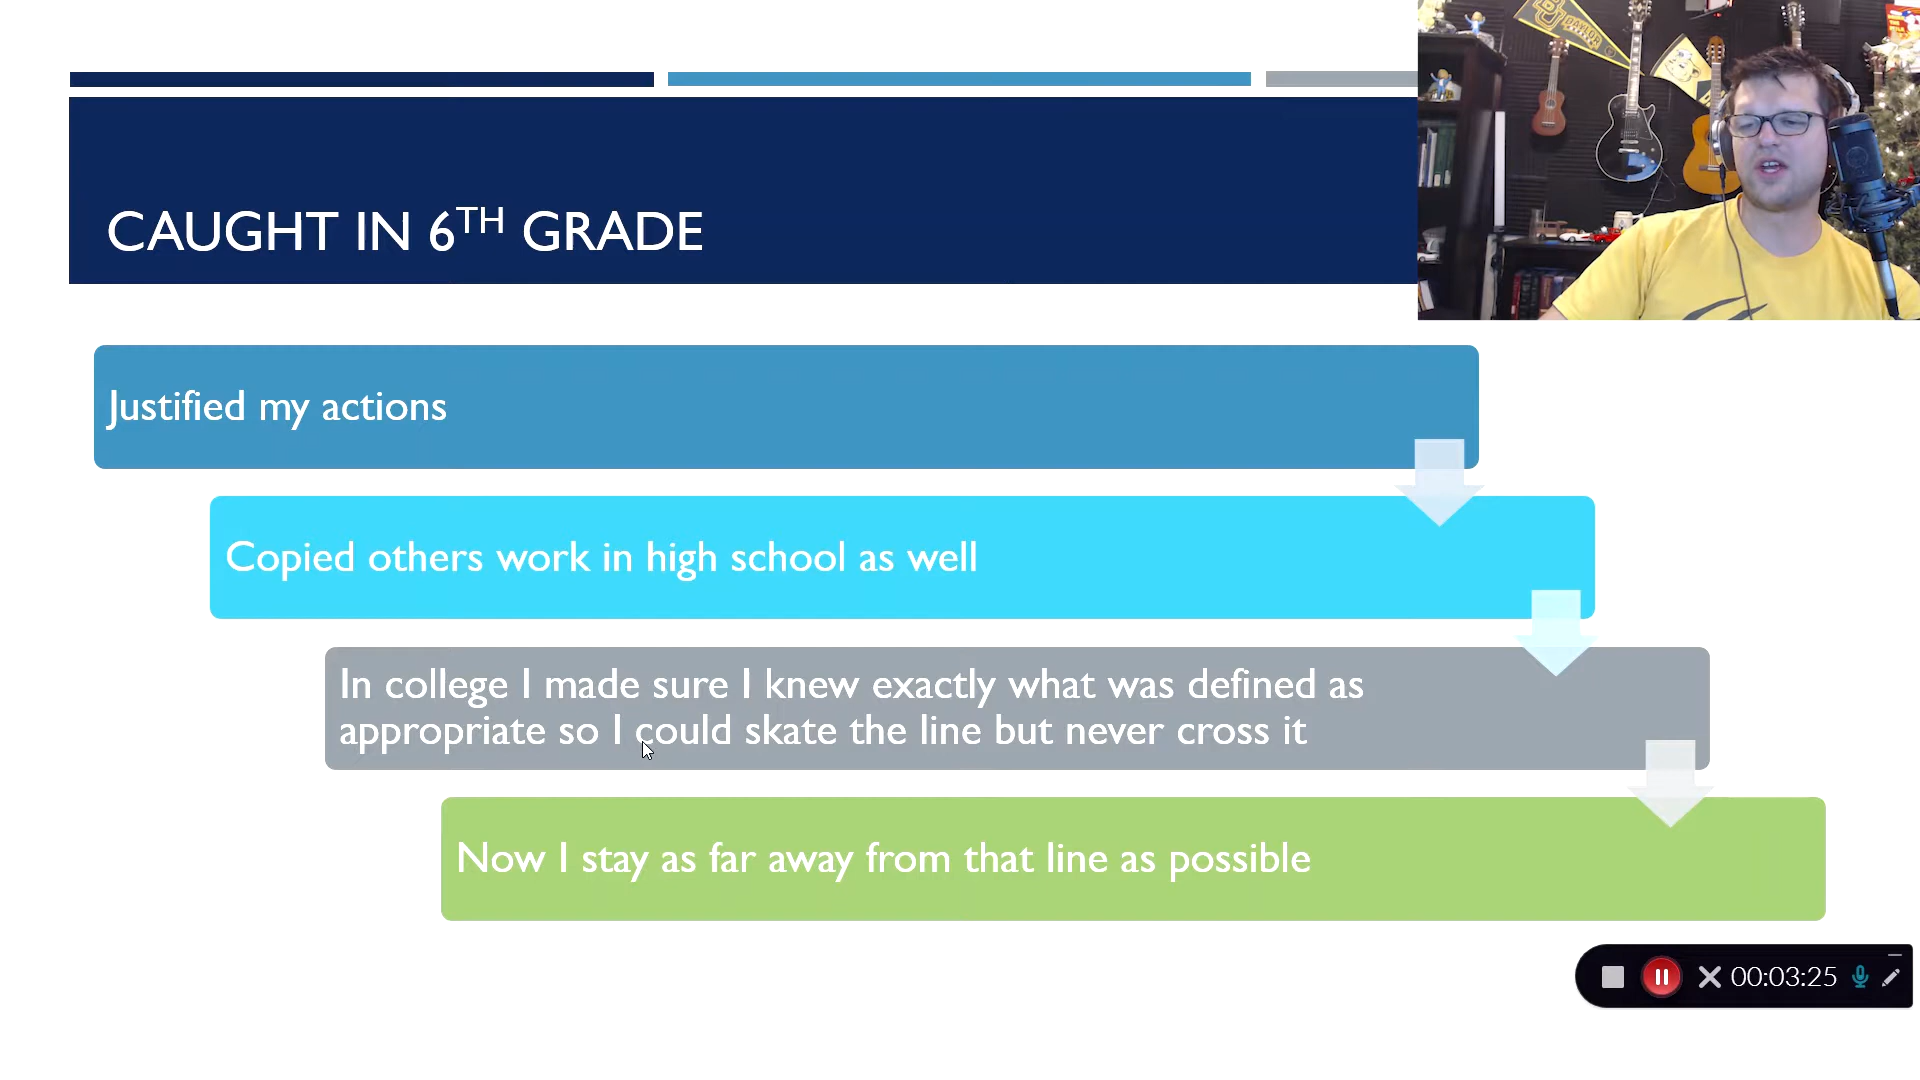 BU BAYLOR
CAUGHT IN 6TH GRADE
Justified my actions
Copied others work in high school as well
In college I made sure I knew exactly what was defined as
appropriate so I could skate the line but never cross it
Now I stay as far away from that line as possible
00:03:25